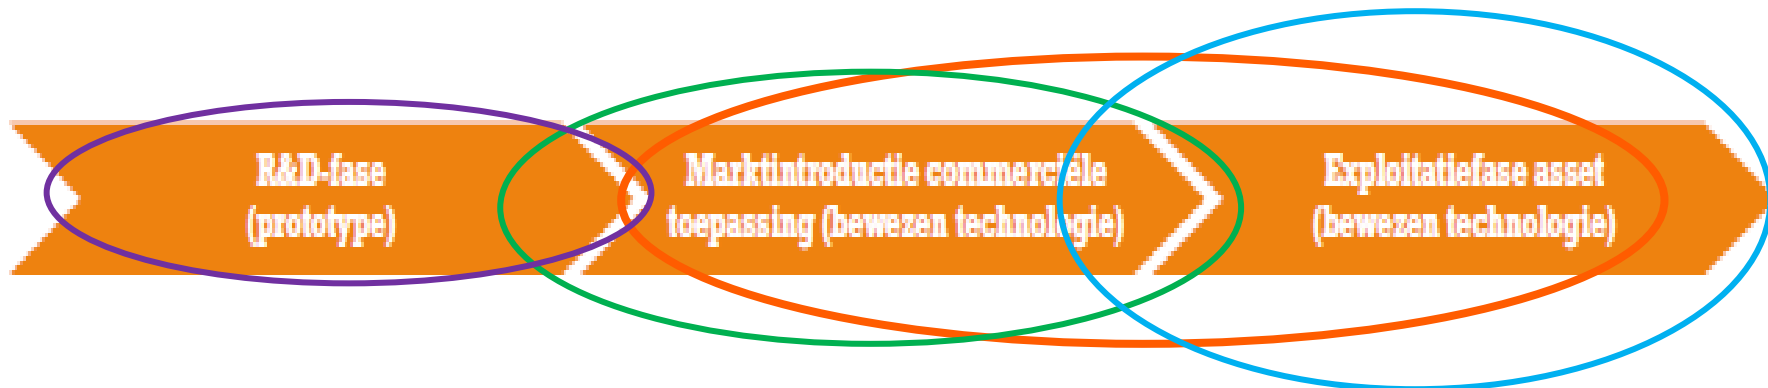 R&D-fase
(prototype)
Marktintroductie commerciële
toepassing (bewezen technologie)
Exploitatiefase asset
(bewezen technologie)